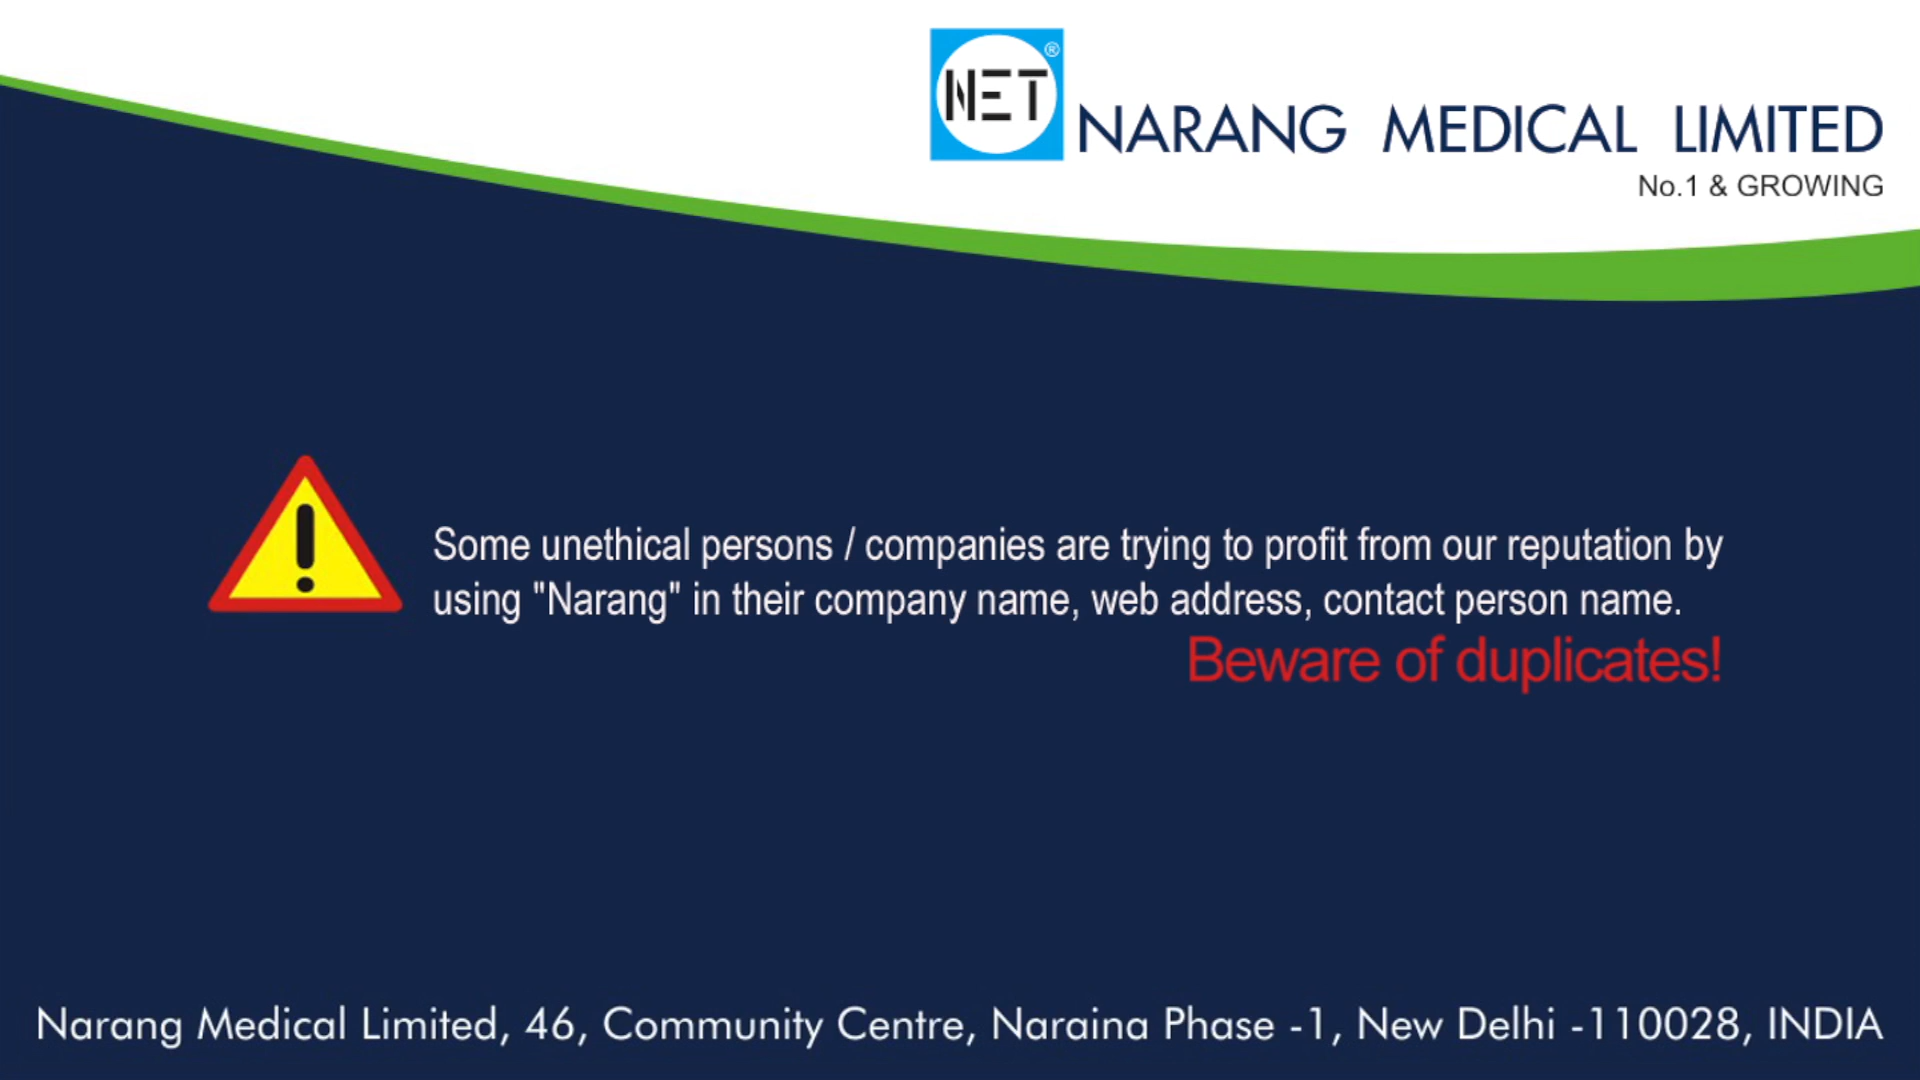 NET®
NARANG MEDICAL LIMITED
No.1 & GROWING
Some unethical persons / companies are trying to profit from our reputation by
using "Narang" in their company name, web address, contact person name.
Beware of duplicates!
Narang Medical Limited, 46, Community Centre, Naraina Phase -1, New Delhi -110028, INDIA